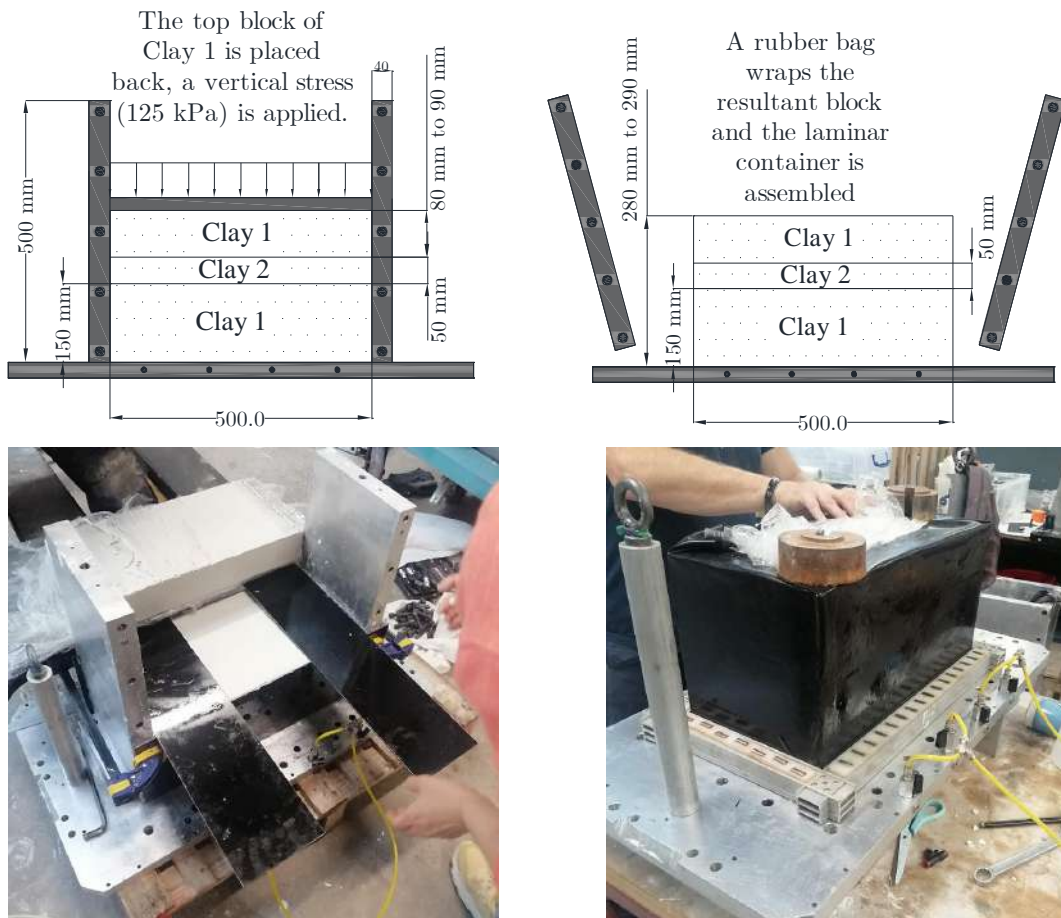 The top block of
Clay 1 is placed
back, a vertical stress
(125 kPa) is applied.
40
500 mm
80 mm to 90 mm
Clay 1
Clay 2
Clay 1
150 mm
50 mm
500.0
A rubber bag
wraps the
resultant block
and the laminar
container is
assembled
280 mm to 290 mm
50 mm
Clay 1
Clay 2
Clay 1
150 mm
500.0